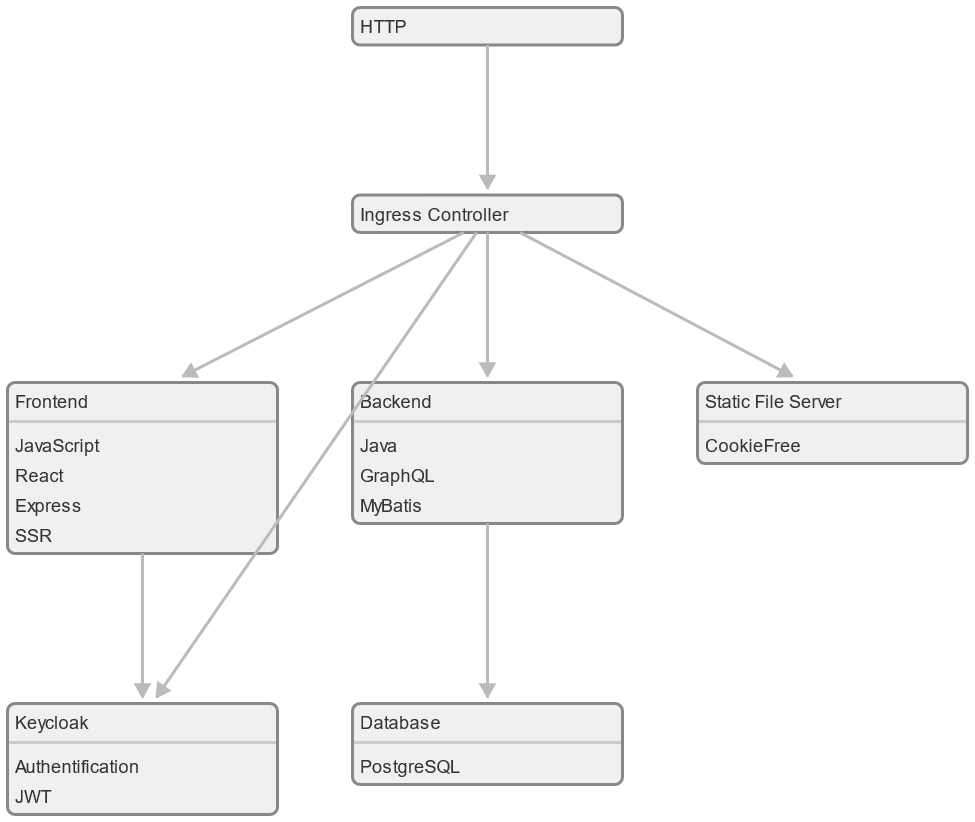 HTTP
Ingress Controller
Frontend
JavaScript
React
Express
SSR
Backend
Java
GraphQL
MyBatis
Static File Server
CookieFree
Keycloak
Authentification
JWT
Database
PostgreSQL